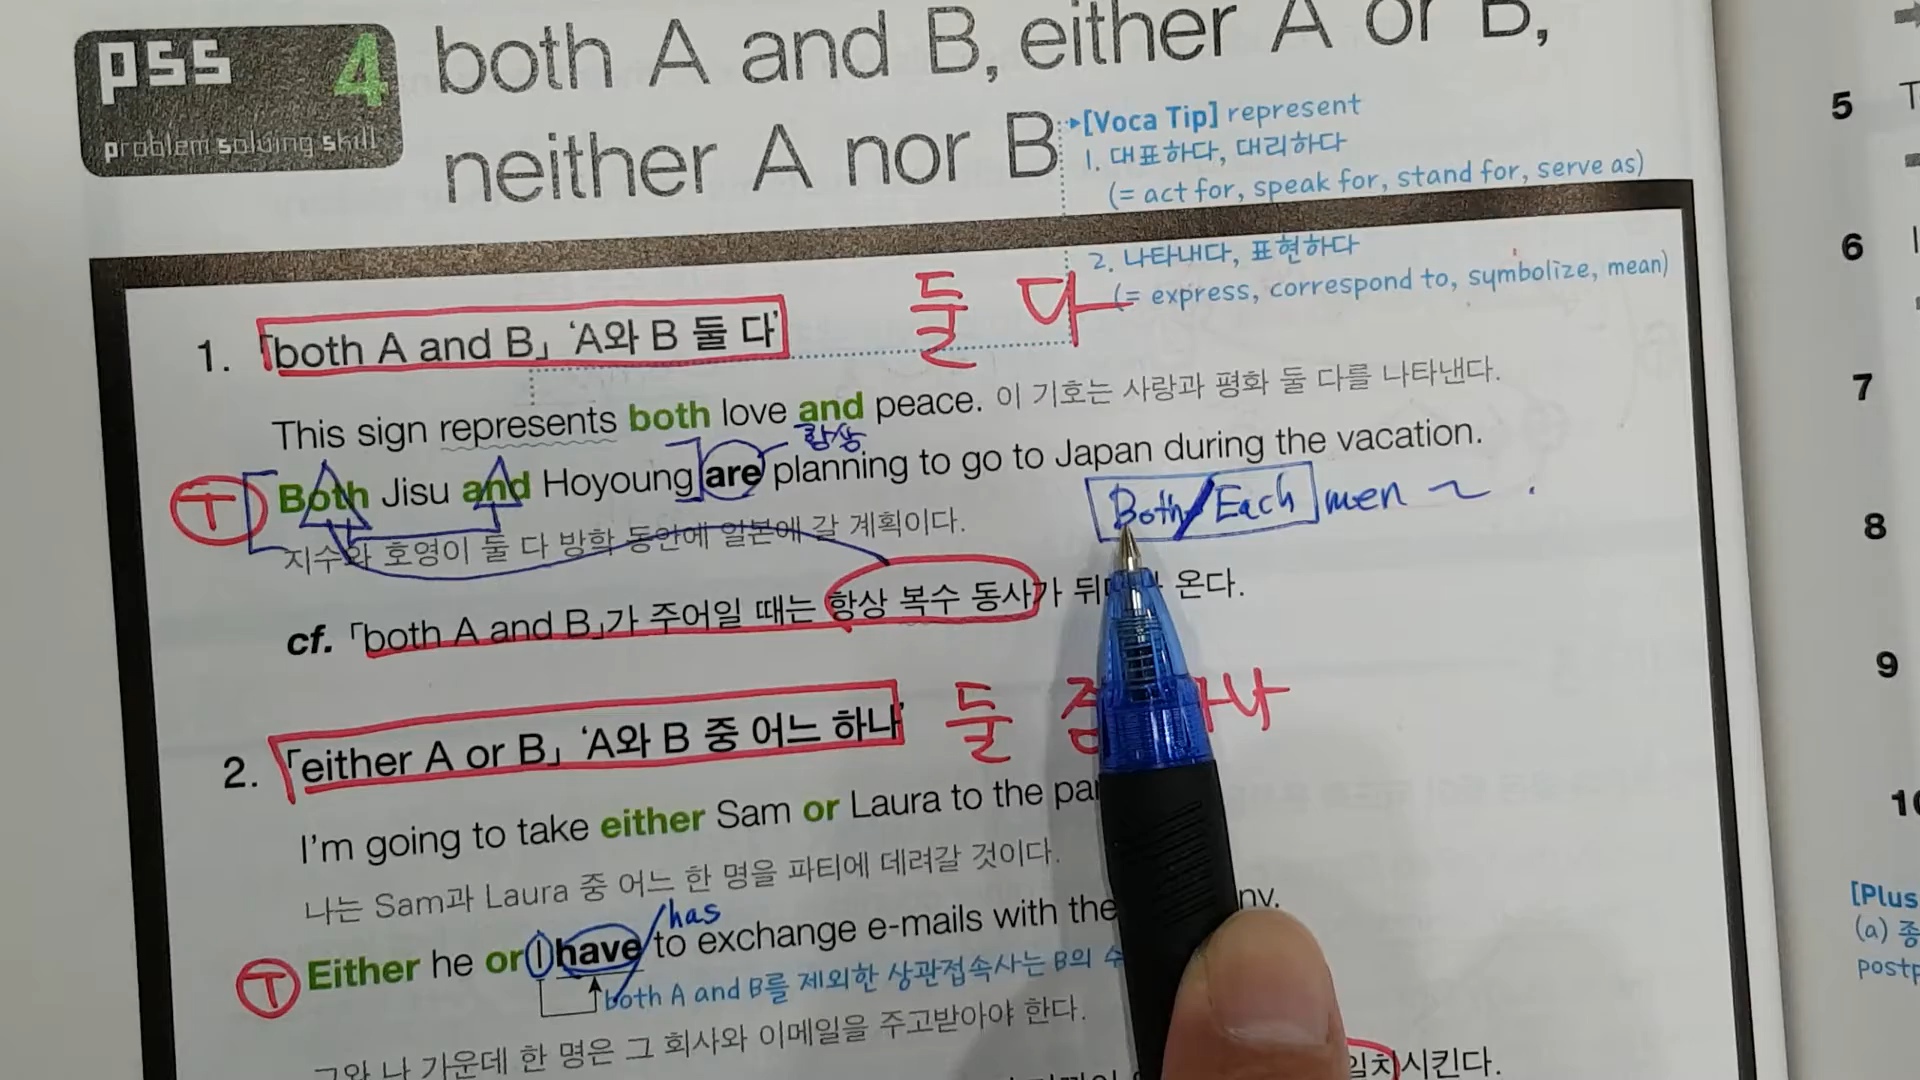 pss 4
problem solving skill
both A and B, either A or B,
neither A nor B
[Voca Tip] represent
1. 대표하다, 대리하다
(= act for, speak for, stand for, serve as)
2. 나타내다, 표현하다
(= express, correspond to, symbolize, mean)
1. 「both A and B」 ‘A와 B 둘 다’
둘 다
This sign represents both love and peace. 이 기호는 사랑과 평화 둘 다를 나타낸다.
항상
T Both Jisu and Hoyoung are planning to go to Japan during the vacation.
Both/Each men ~ .
지수와 호영이 둘 다 방학 동안에 일본에 갈 계획이다.
cf. 「both A and B」가 주어일 때는 항상 복수 동사가 온다.
2. 「either A or B」 ‘A와 B 중 어느 하나’
둘
I'm going to take either Sam or Laura to the
나는 Sam과 Laura 중 어느 한 명을 파티에 데려갈 것이다.
has
T Either he or I have to exchange e-mails with the
both A and B를 제외한 상관접속사는 B의
그와 나 가운데 한 명은 그 회사와 이메일을 주고받아야 한다.
일치시킨다.
5
6
7
8
9
10
[Plus
(a)